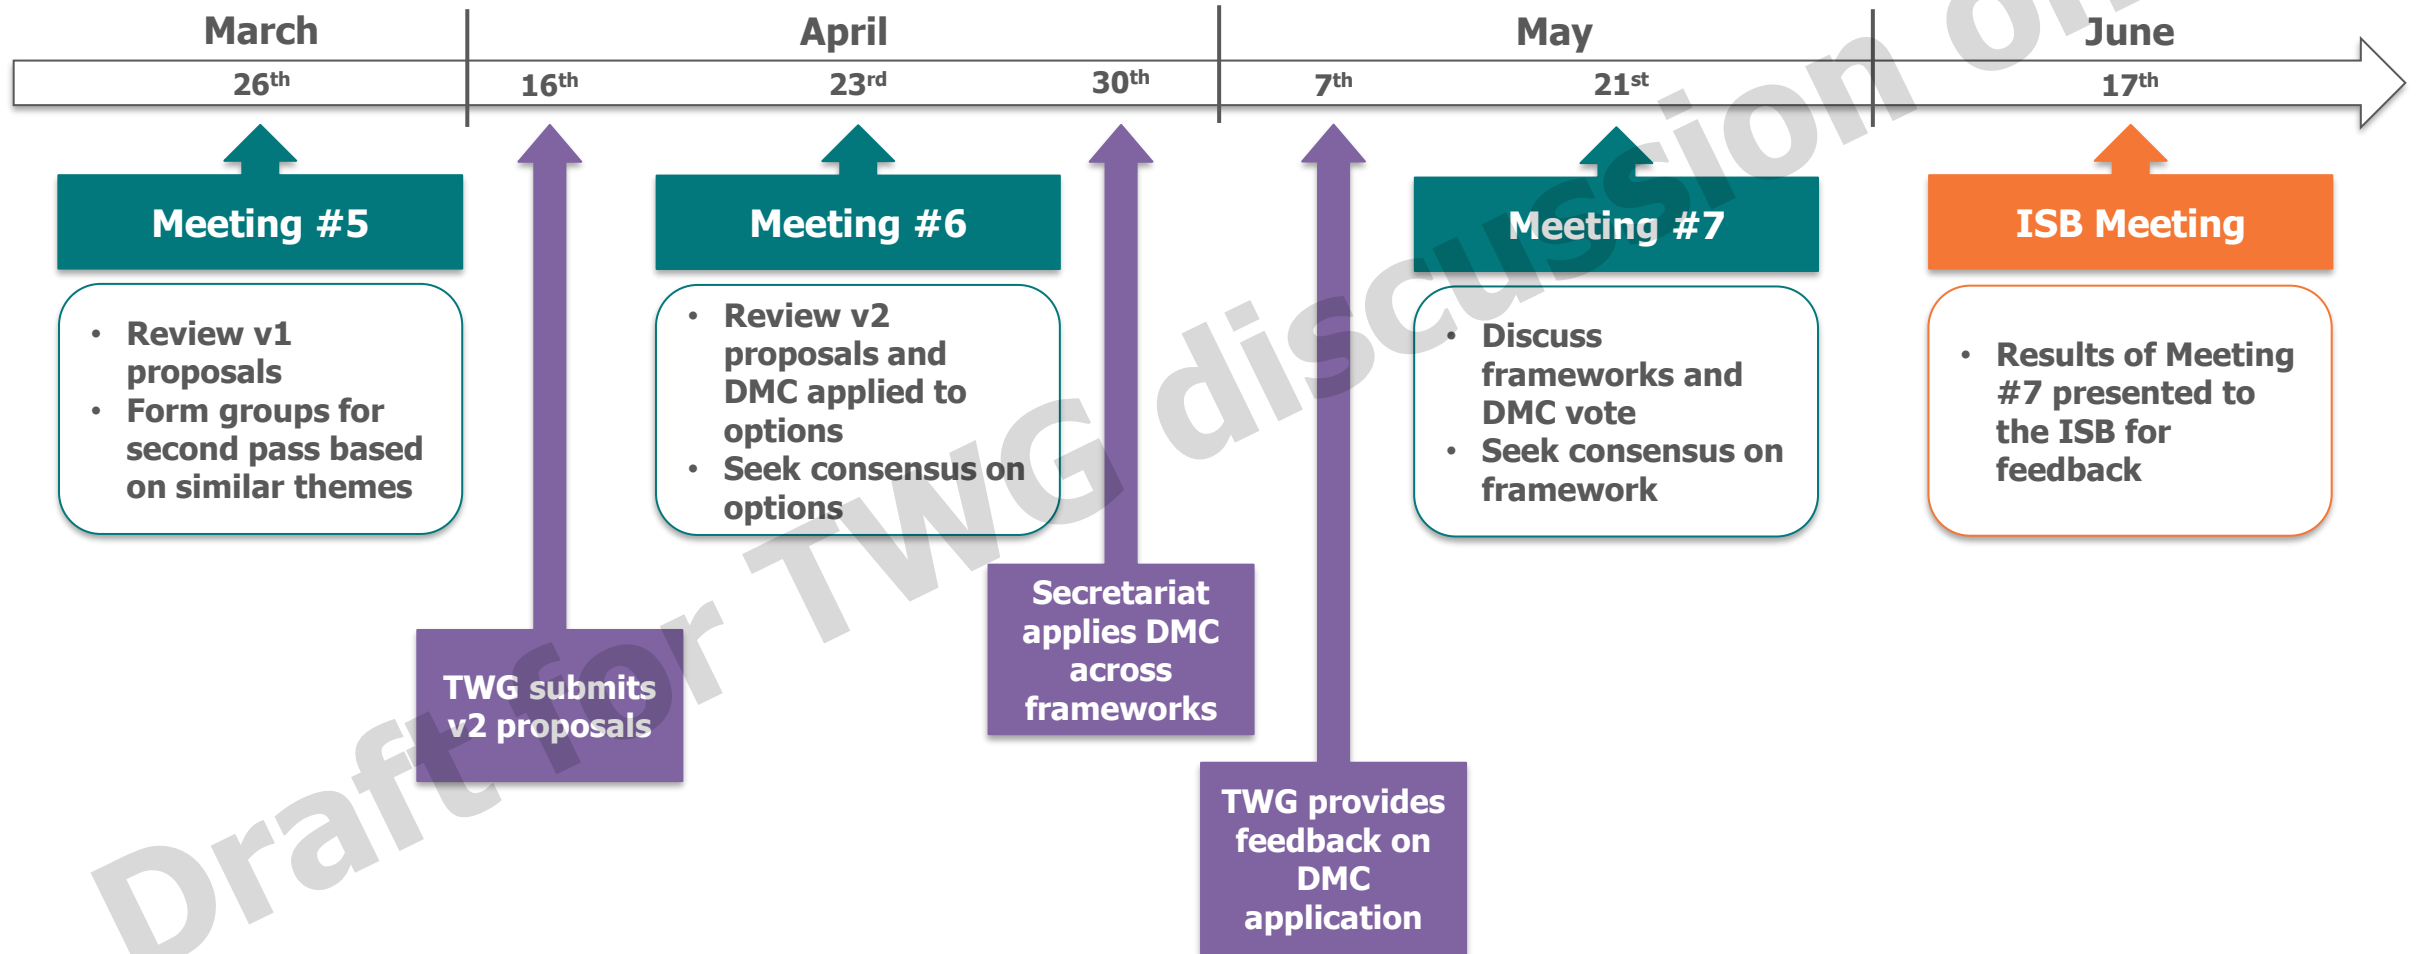 March
April
May
June
26th
16th
23rd
30th
7th
21st
17th
Meeting #5
• Review v1
proposals
• Form groups for
second pass based
on similar themes
TWG submits
v2 proposals
Meeting #6
• Review v2
proposals and
DMC applied to
options
• Seek consensus on
options
Secretariat
applies DMC
across
frameworks
TWG provides
feedback on
DMC
application
Meeting #7
• Discuss
frameworks and
DMC vote
• Seek consensus on
framework
ISB Meeting
• Results of Meeting
#7 presented to
the ISB for
feedback
Draft for TWG discussion